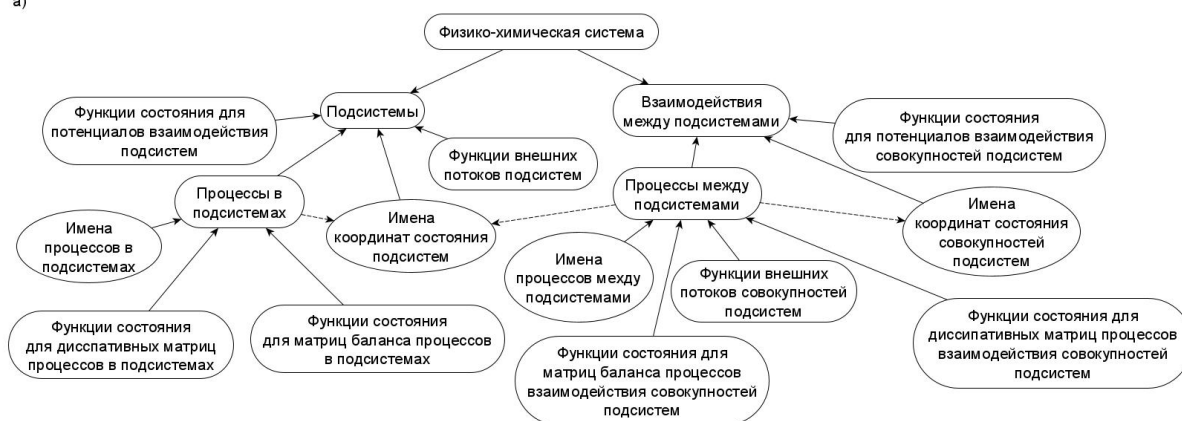 а)
Физико-химическая система
Функции состояния для
потенциалов взаимодействия
подсистем
Подсистемы
Функции внешних
потоков подсистем
Взаимодействия
между подсистемами
Функции состояния
для потенциалов взаимодействия
совокупностей подсистем
Процессы в
подсистемах
Имена
процессов в
подсистемах
Имена
координат состояния
подсистем
Процессы между
подсистемами
Имена
координат состояния
совокупностей
подсистем
Имена
процессов мехду
подсистемами
Функции внешних
потоков совокупностей
подсистем
Функции состояния
для дисспативных матриц
процессов в подсистемах
Функции состояния
для матриц баланса процессов
в подсистемах
Функции состояния для
матриц баланса процессов
взаимодействия совокупностей
подсистем
Функции состояния для
диссипативных матриц процессов
взаимодействия совокупностей
подсистем